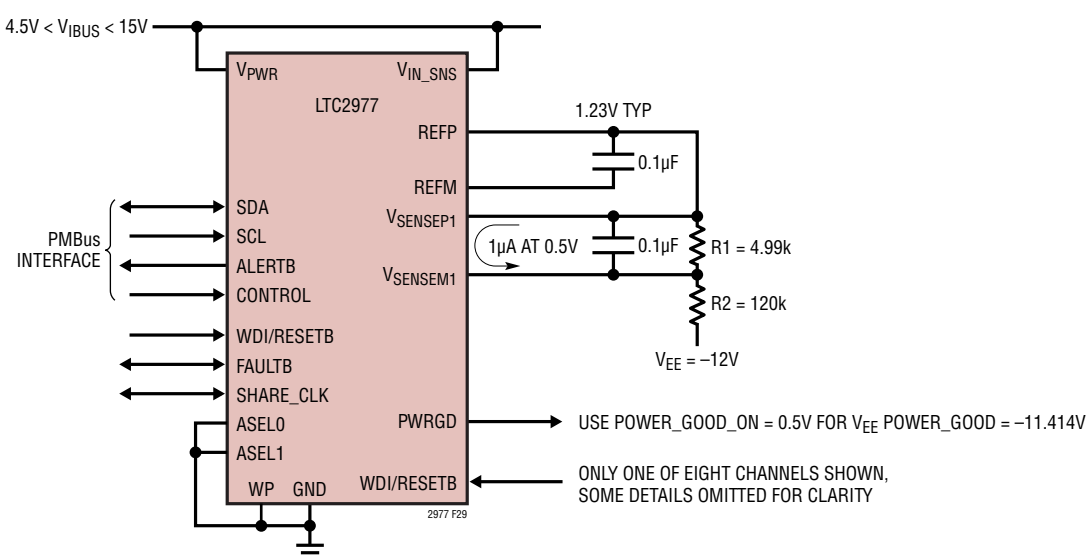 4.5V < VIBUS < 15V
VPWR
VIN_SNS
LTC2977
1.23V TYP
REFP
0.1µF
REFM
SDA
VSENSEP1
SCL
1µA AT 0.5V
0.1µF
R1 = 4.99k
PMBus
INTERFACE
ALERTB
VSENSEM1
CONTROL
R2 = 120k
WDI/RESETB
VEE = –12V
FAULTB
SHARE_CLK
ASEL0
PWRGD
USE POWER_GOOD_ON = 0.5V FOR VEE POWER_GOOD = –11.414V
ASEL1
WP
GND
WDI/RESETB
ONLY ONE OF EIGHT CHANNELS SHOWN,
SOME DETAILS OMITTED FOR CLARITY
2977 F29